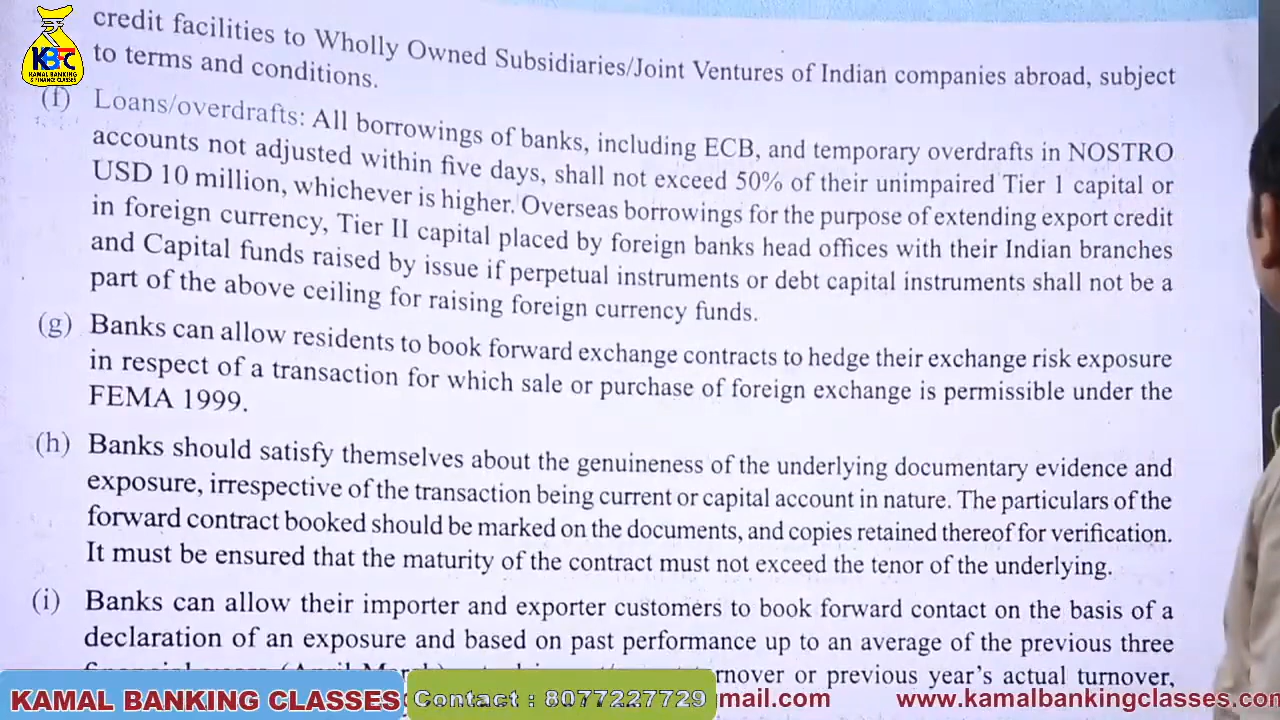 KBFC
KAMAL BANKING
& FINANCE CLASSES
credit facilities to Wholly Owned Subsidiaries/Joint Ventures of Indian companies abroad, subject
to terms and conditions.
(f) Loans/overdrafts: All borrowings of banks, including ECB, and temporary overdrafts in NOSTRO
accounts not adjusted within five days, shall not exceed 50% of their unimpaired Tier 1 capital or
USD 10 million, whichever is higher. Overseas borrowings for the purpose of extending export credit
in foreign currency, Tier II capital placed by foreign banks head offices with their Indian branches
and Capital funds raised by issue if perpetual instruments or debt capital instruments shall not be a
part of the above ceiling for raising foreign currency funds.
(g) Banks can allow residents to book forward exchange contracts to hedge their exchange risk exposure
in respect of a transaction for which sale or purchase of foreign exchange is permissible under the
FEMA 1999.
(h) Banks should satisfy themselves about the genuineness of the underlying documentary evidence and
exposure, irrespective of the transaction being current or capital account in nature. The particulars of the
forward contract booked should be marked on the documents, and copies retained thereof for verification.
It must be ensured that the maturity of the contract must not exceed the tenor of the underlying.
(i) Banks can allow their importer and exporter customers to book forward contact on the basis of a
declaration of an exposure and based on past performance up to an average of the previous three
financial years (April March) turnover or previous year's actual turnover,
KAMAL BANKING CLASSES Contact : 8077227729 mail.com www.kamalbankingclasses.com